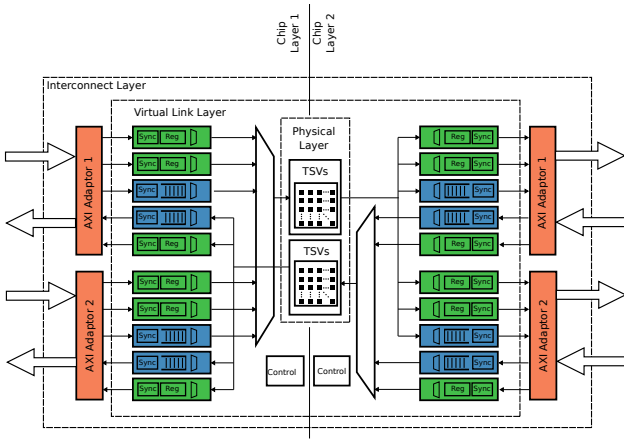 Chip
Layer 1
Chip
Layer 2
Interconnect Layer
Virtual Link Layer
Physical
Layer
AXI Adaptor 1
Sync Reg
Sync Reg
Sync
Sync
Sync Reg
TSVs
TSVs
Reg Sync
Reg Sync
Sync
Sync
Reg Sync
AXI Adaptor 1
AXI Adaptor 2
Sync Reg
Sync Reg
Sync
Sync
Sync Reg
Control
Control
Reg Sync
Reg Sync
Sync
Sync
Reg Sync
AXI Adaptor 2